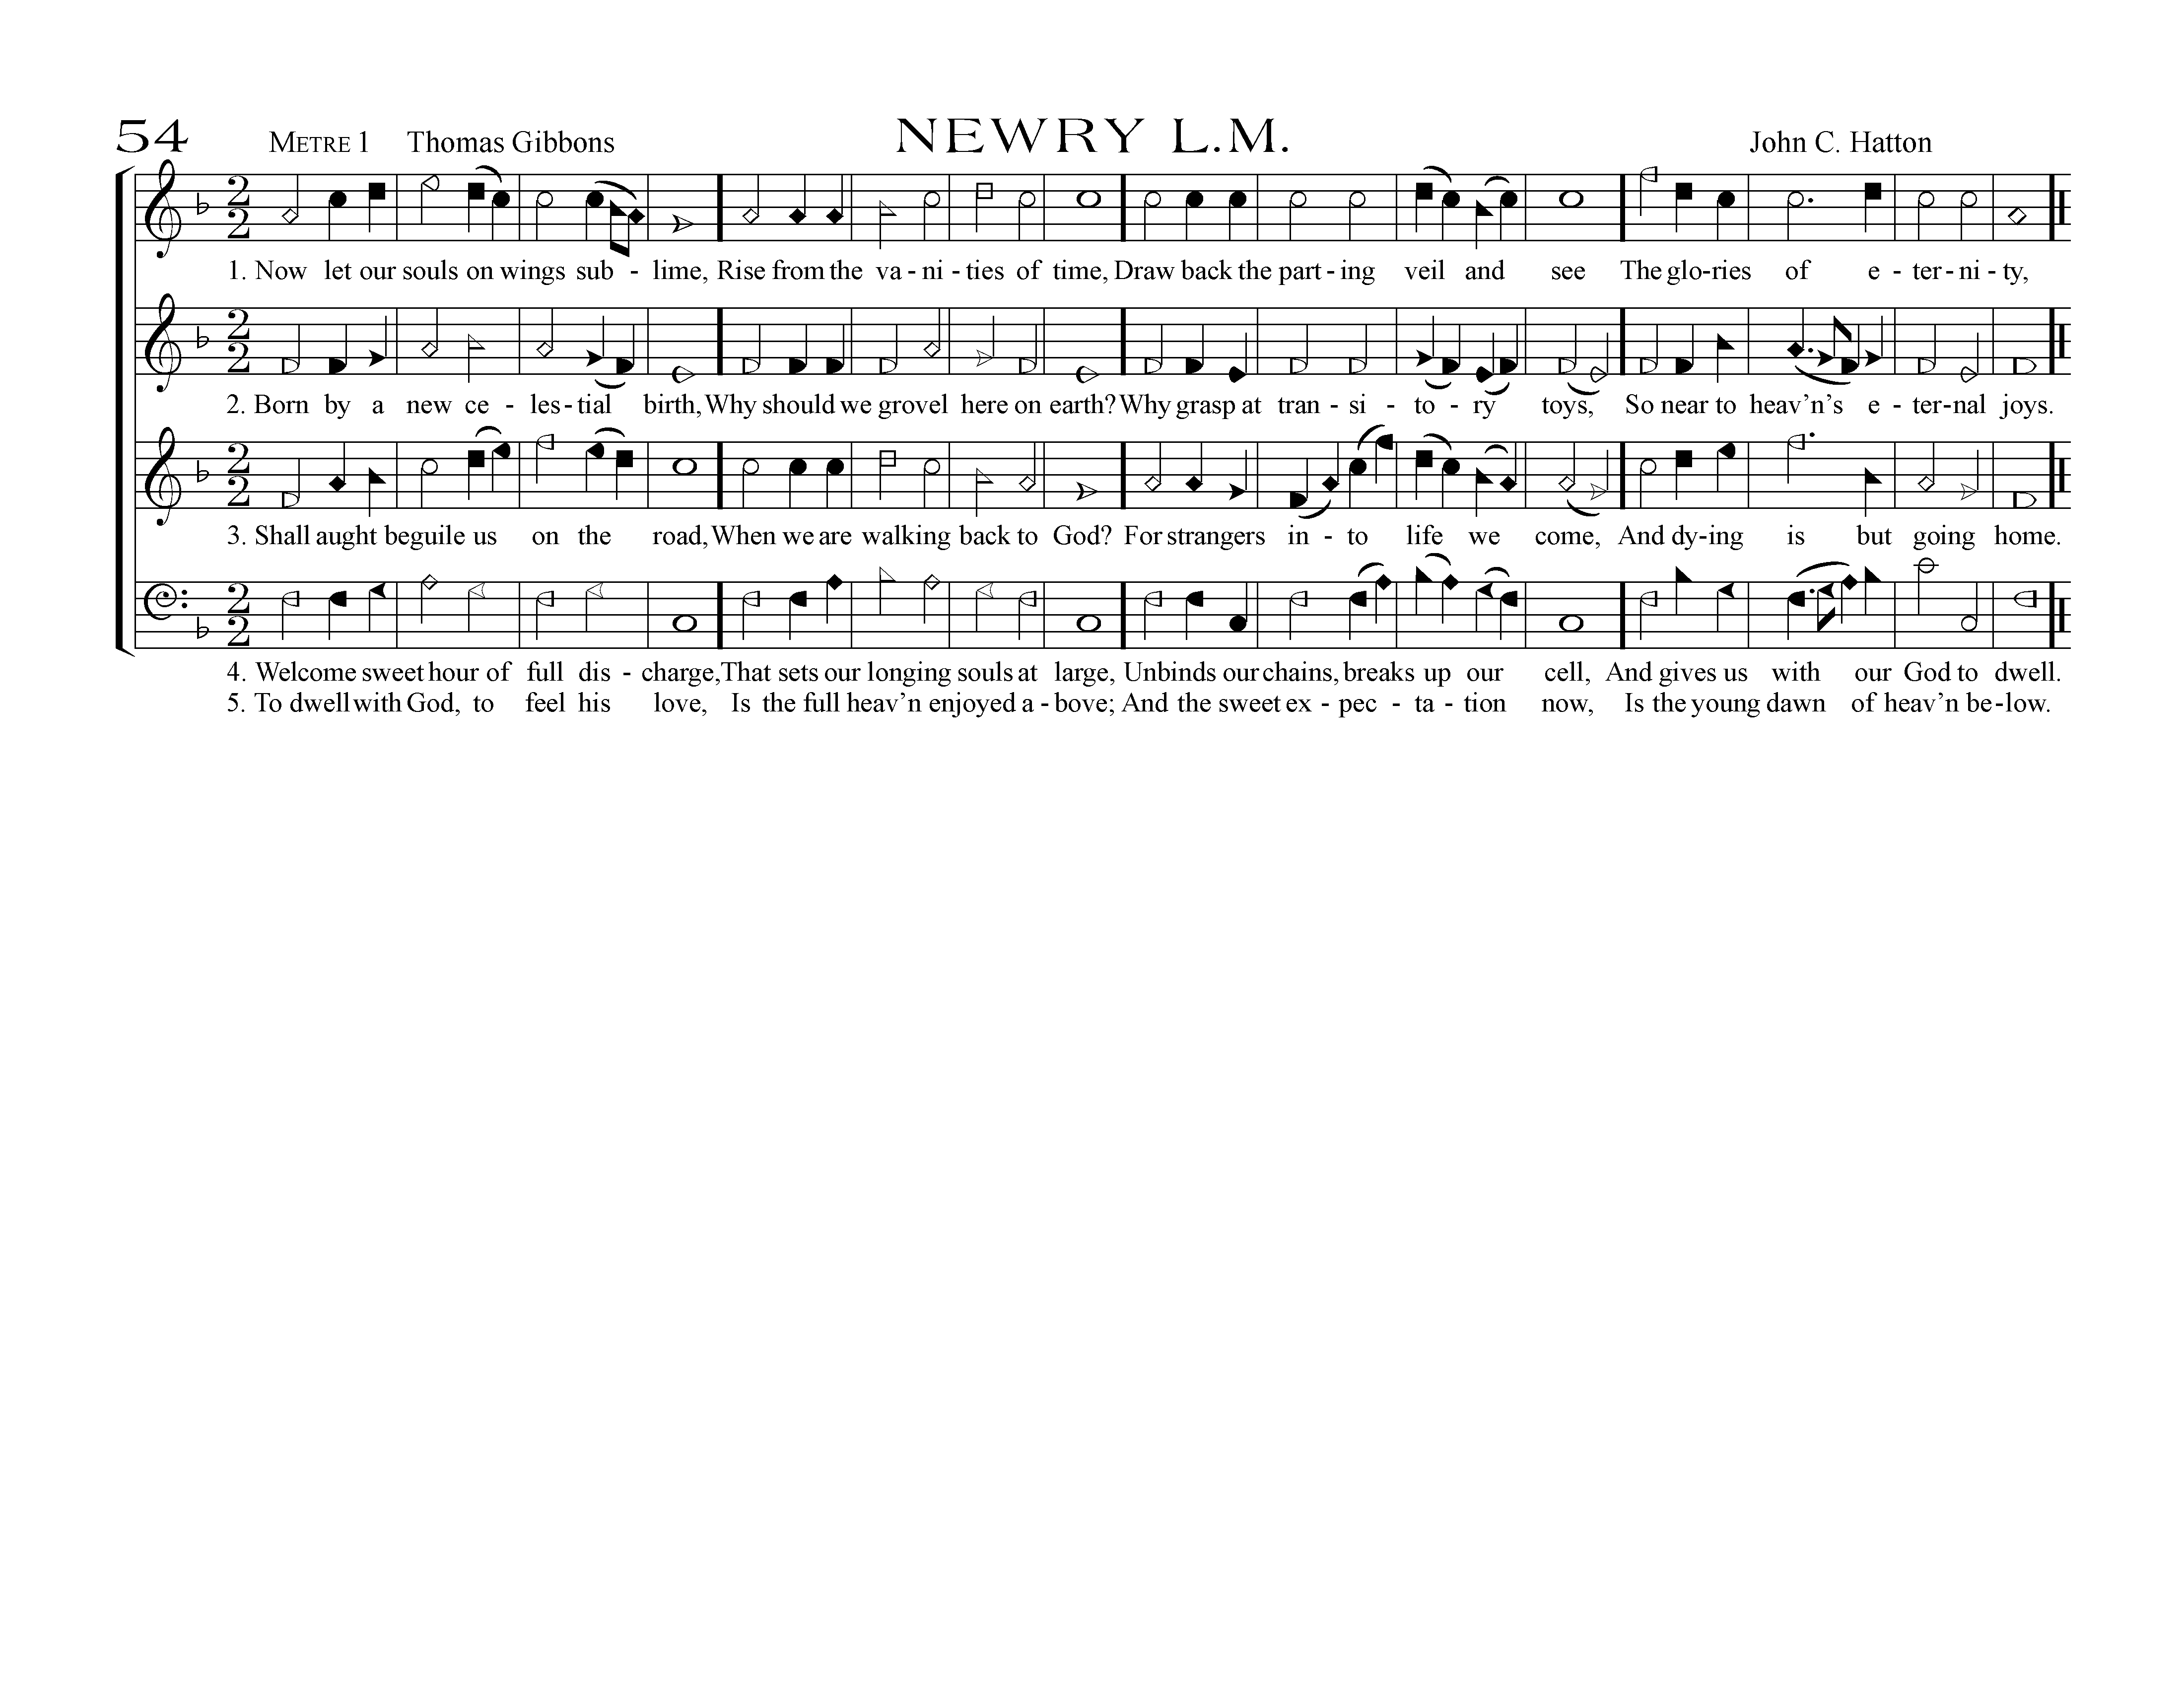 54 METRE 1 Thomas Gibbons NEWRY L.M. John C. Hatton
1. Now let our souls on wings sub - lime, Rise from the va - ni - ties of time, Draw back the part - ing veil and see The glo - ries of e - ter - ni - ty,
2. Born by a new ce - les - tial birth, Why should we grovel here on earth? Why grasp at tran - si - to - ry toys, So near to heav’n’s e - ter - nal joys.
3. Shall aught beguile us on the road, When we are walking back to God? For strangers in - to life we come, And dy - ing is but going home.
4. Welcome sweet hour of full dis - charge, That sets our longing souls at large, Unbinds our chains, breaks up our cell, And gives us with our God to dwell.
5. To dwell with God, to feel his love, Is the full heav’n enjoyed a - bove; And the sweet ex - pec - ta - tion now, Is the young dawn of heav’n be - low.